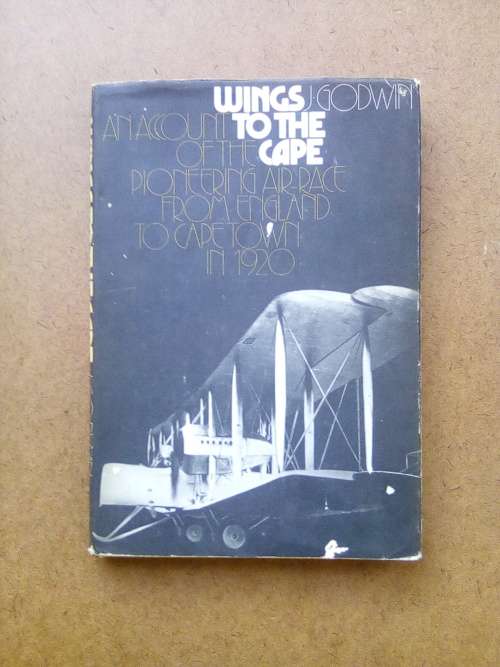 WINGS J GODWIN
AN ACCOUNT TO THE
OF THE CAPE
PIONEERING AIR-RACE
FROM ENGLAND
TO CAPE TOWN
IN 1920